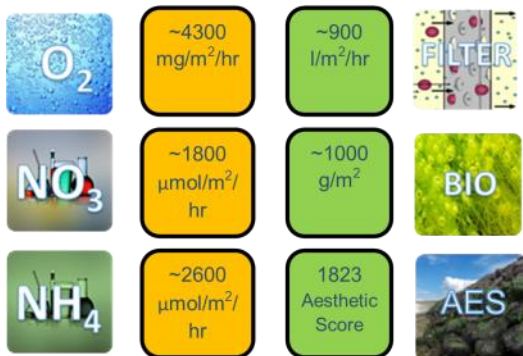 O₂
~4300
mg/m²/hr
~900
l/m²/hr
FILTER
NO₃
~1800
µmol/m²/
hr
~1000
g/m²
BIO
NH₄
~2600
µmol/m²/
hr
1823
Aesthetic
Score
AES